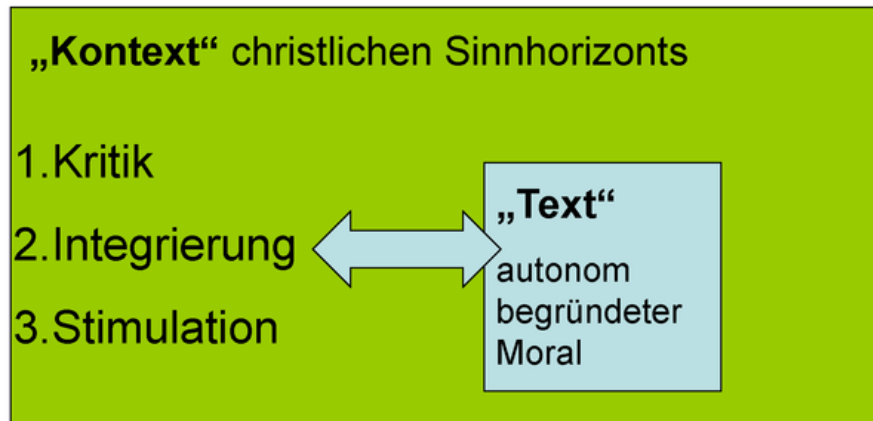 „Kontext“ christlichen Sinnhorizonts
1.Kritik
2.Integrierung
3.Stimulation
„Text“
autonom
begründeter
Moral